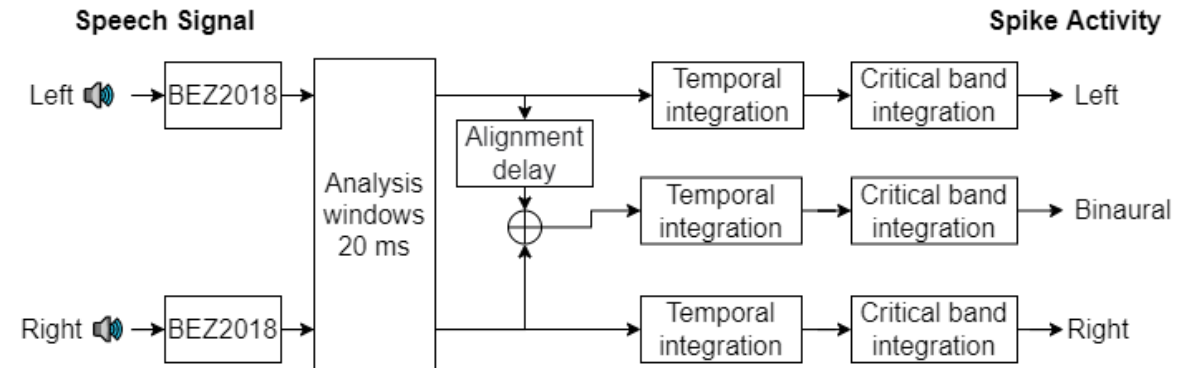 Speech Signal
Spike Activity
Left
BEZ2018
Analysis
windows
20 ms
Alignment
delay
Temporal
integration
Critical band
integration
Left
Temporal
integration
Critical band
integration
Binaural
Right
BEZ2018
Temporal
integration
Critical band
integration
Right